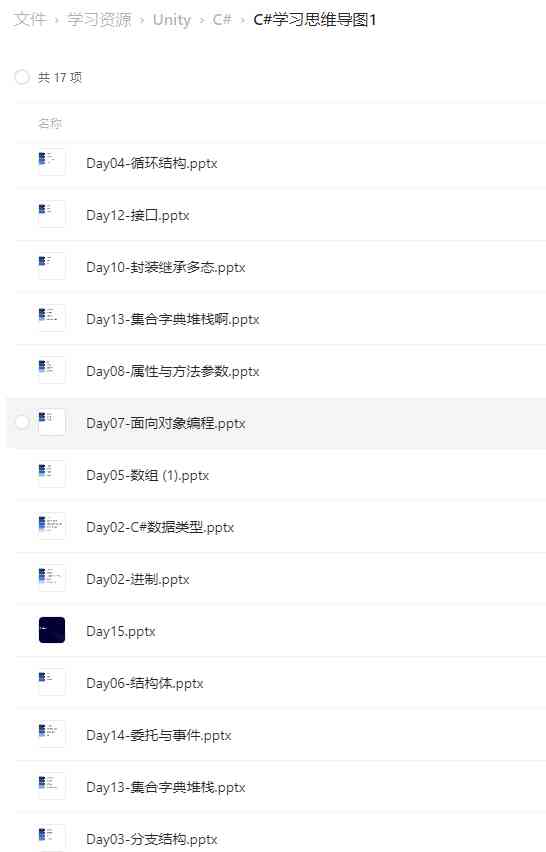 文件 › 学习资源 › Unity › C# › C#学习思维导图1
共 17 项
名称
Day04-循环结构.pptx
Day12-接口.pptx
Day10-封装继承多态.pptx
Day13-集合字典堆栈啊.pptx
Day08-属性与方法参数.pptx
Day07-面向对象编程.pptx
Day05-数组 (1).pptx
Day02-C#数据类型.pptx
Day02-进制.pptx
Day15.pptx
Day06-结构体.pptx
Day14-委托与事件.pptx
Day13-集合字典堆栈.pptx
Day03-分支结构.pptx